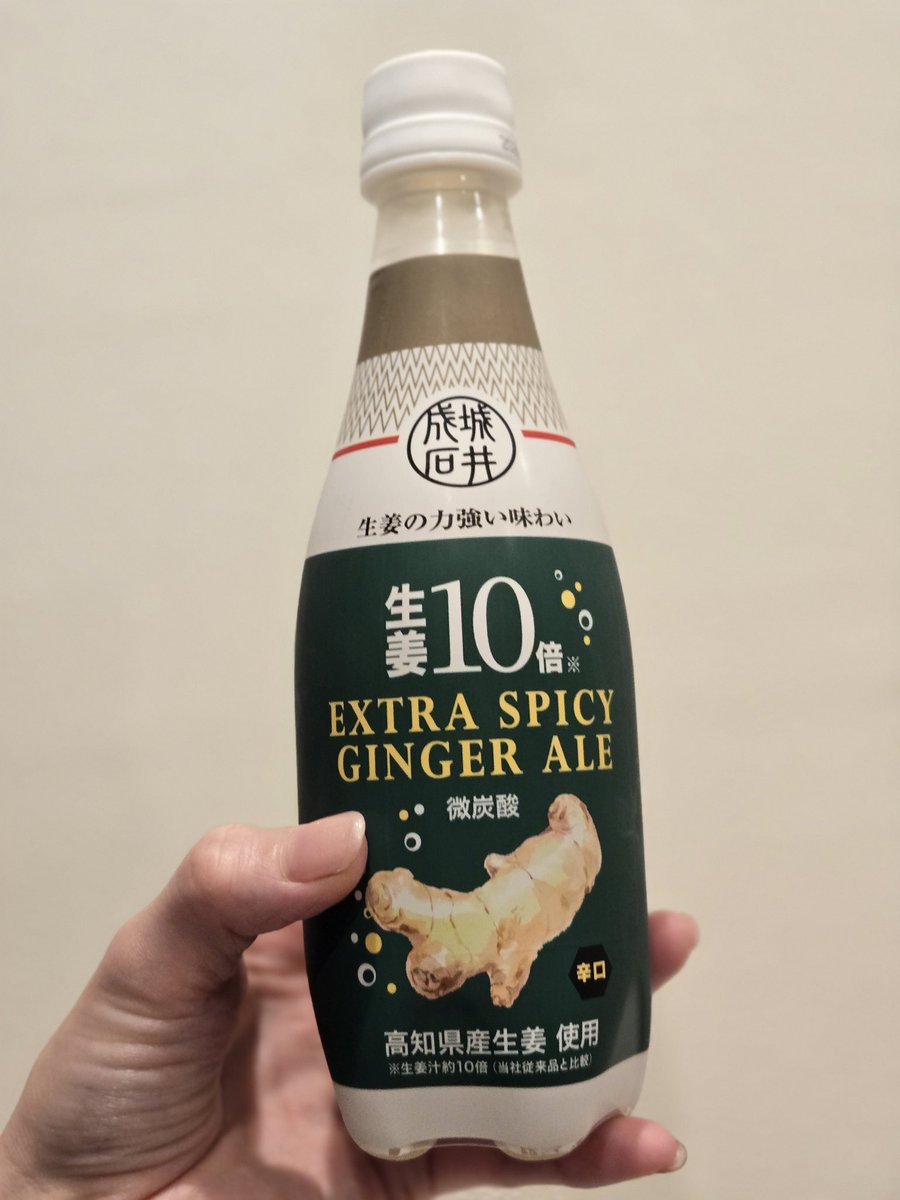 成城
石井
生姜の力強い味わい
生姜10倍※
EXTRA SPICY
GINGER ALE
微炭酸
辛口
高知県産生姜 使用
※生姜汁約10倍（当社従来品と比較）